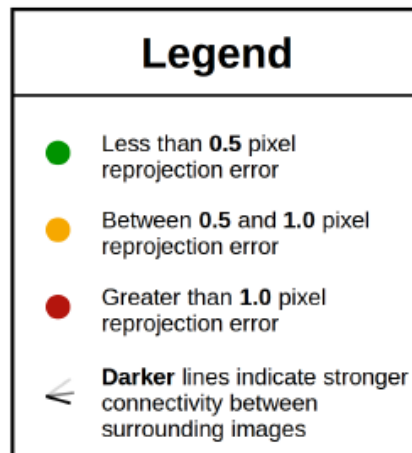 Legend
Less than 0.5 pixel
reprojection error
Between 0.5 and 1.0 pixel
reprojection error
Greater than 1.0 pixel
reprojection error
Darker lines indicate stronger
connectivity between
surrounding images